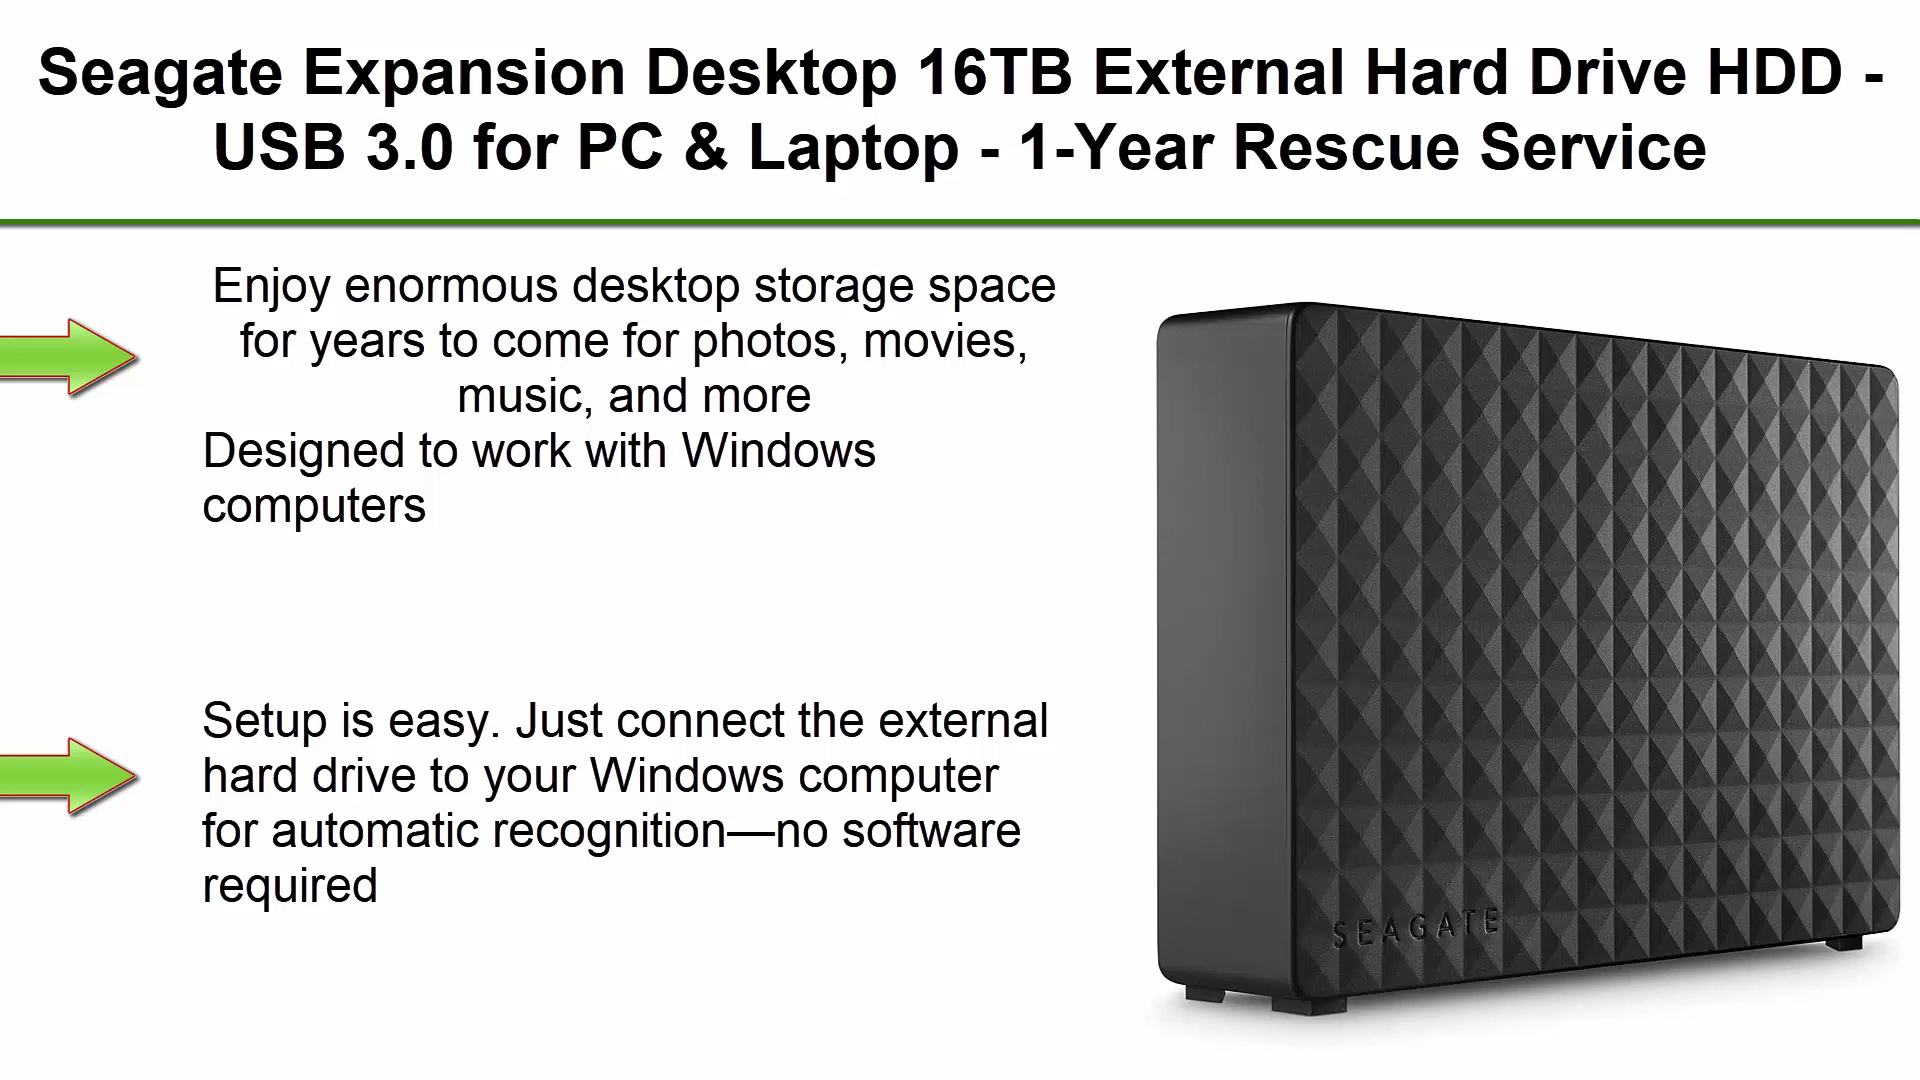 Seagate Expansion Desktop 16TB External Hard Drive HDD -
USB 3.0 for PC & Laptop - 1-Year Rescue Service
Enjoy enormous desktop storage space
for years to come for photos, movies,
music, and more
Designed to work with Windows
computers
Setup is easy. Just connect the external
hard drive to your Windows computer
for automatic recognition—no software
required
SEAGATE